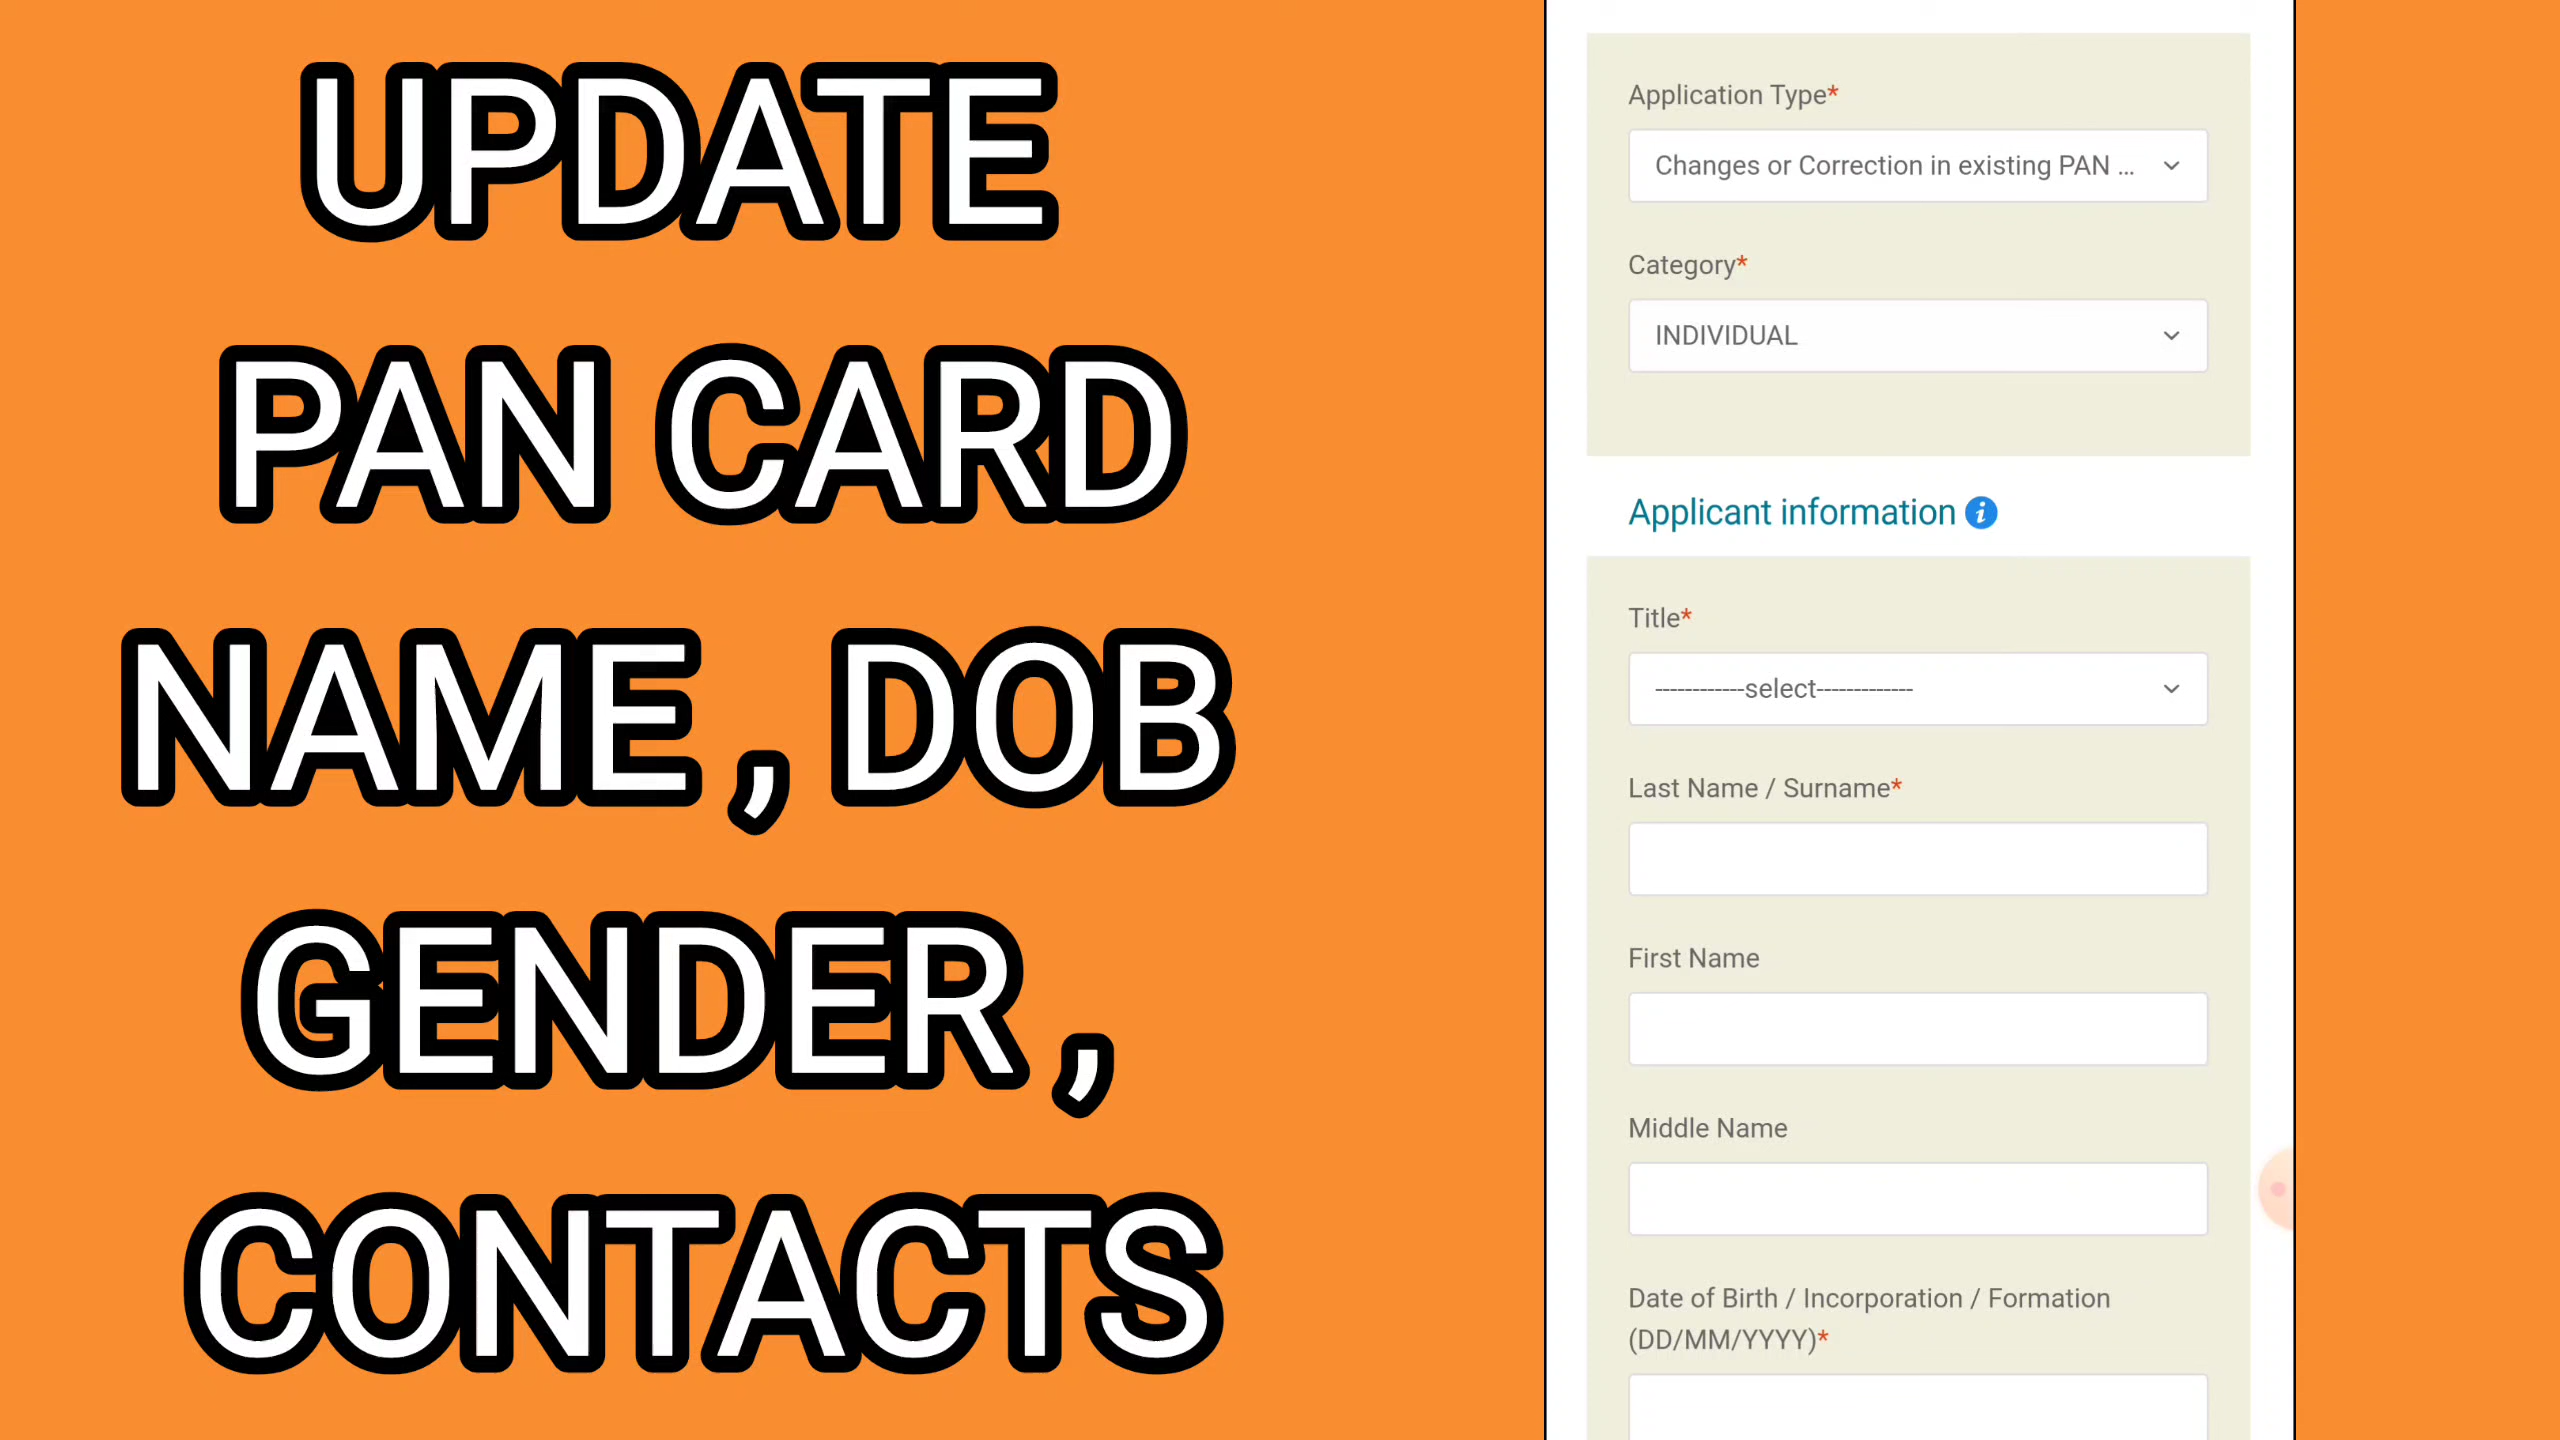 UPDATE
PAN CARD
NAME , DOB
GENDER ,
CONTACTS
Application Type*
Changes or Correction in existing PAN ...
Category*
INDIVIDUAL
Applicant information i
Title*
------------select-------------
Last Name / Surname*
First Name
Middle Name
Date of Birth / Incorporation / Formation
(DD/MM/YYYY)*